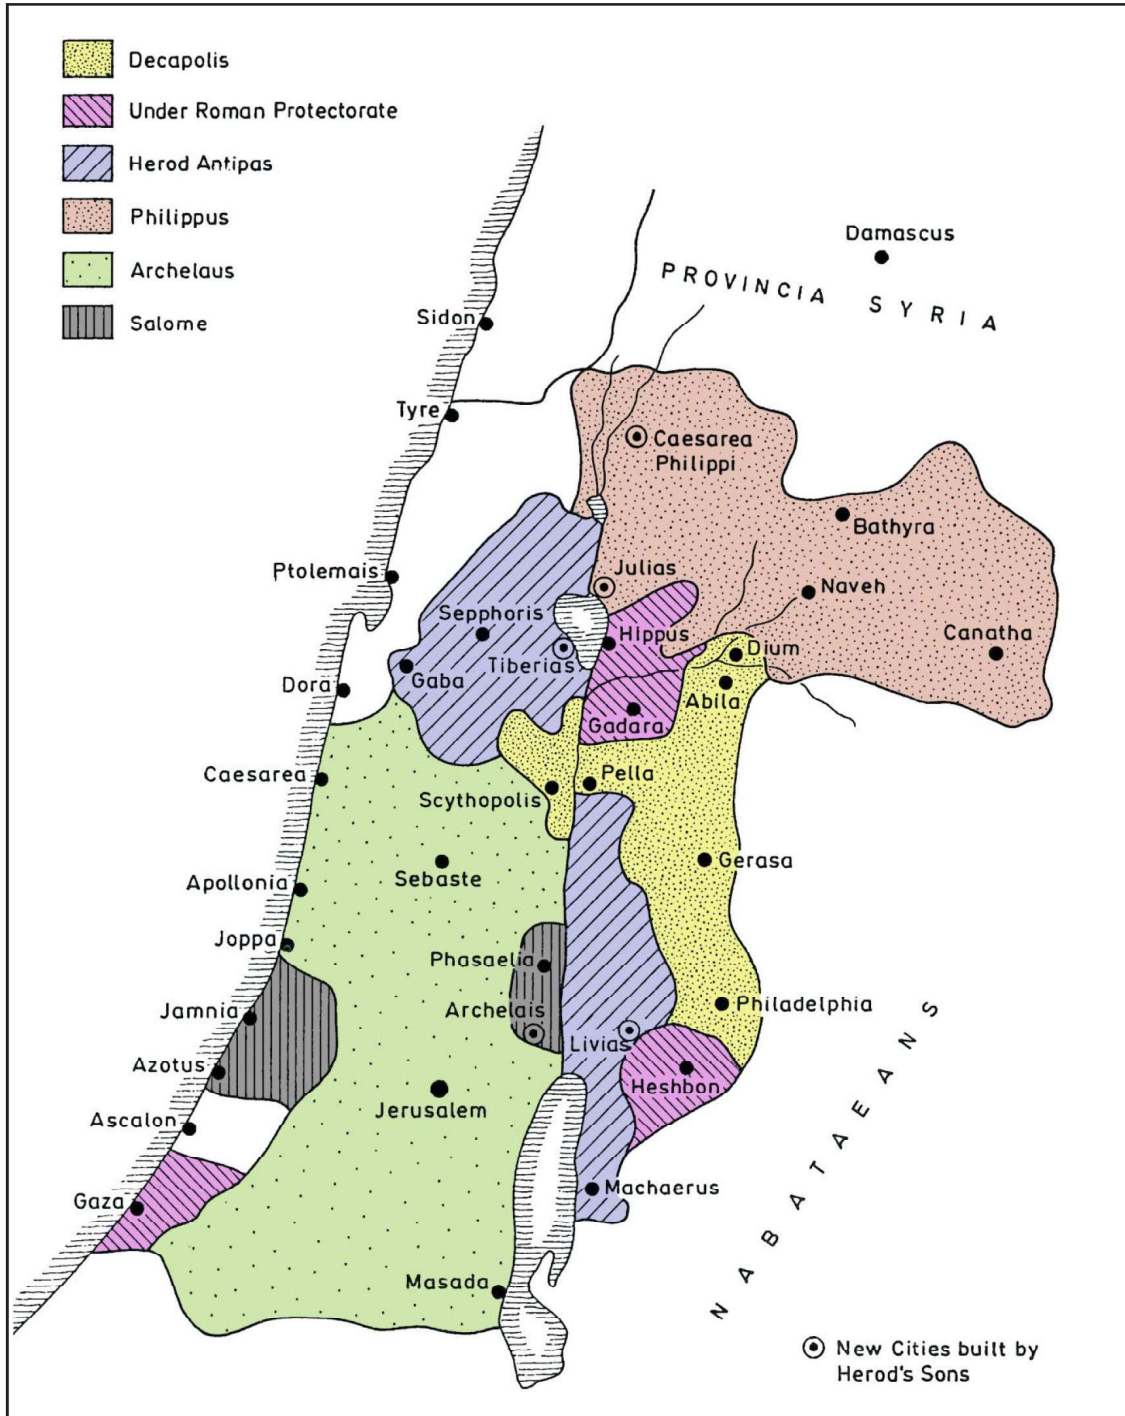 Decapolis
Under Roman Protectorate
Herod Antipas
Philippus
Archelaus
Salome
Damascus
PROVINCIA SYRIA
Sidon
Tyre
Caesarea
Philippi
Bathyra
Ptolemais
Julias
Naveh
Sepphoris
Hippus
Canatha
Tiberias
Dium
Gaba
Dora
Abila
Gadara
Caesarea
Pella
Scythopolis
Gerasa
Sebaste
Apollonia
Joppa
Phasaelia
Jamnia
Archelais
Philadelphia
Livias
Azotus
Heshbon
Jerusalem
Ascalon
Machaerus
Gaza
NABATAEANS
Masada
New Cities built by
Herod's Sons